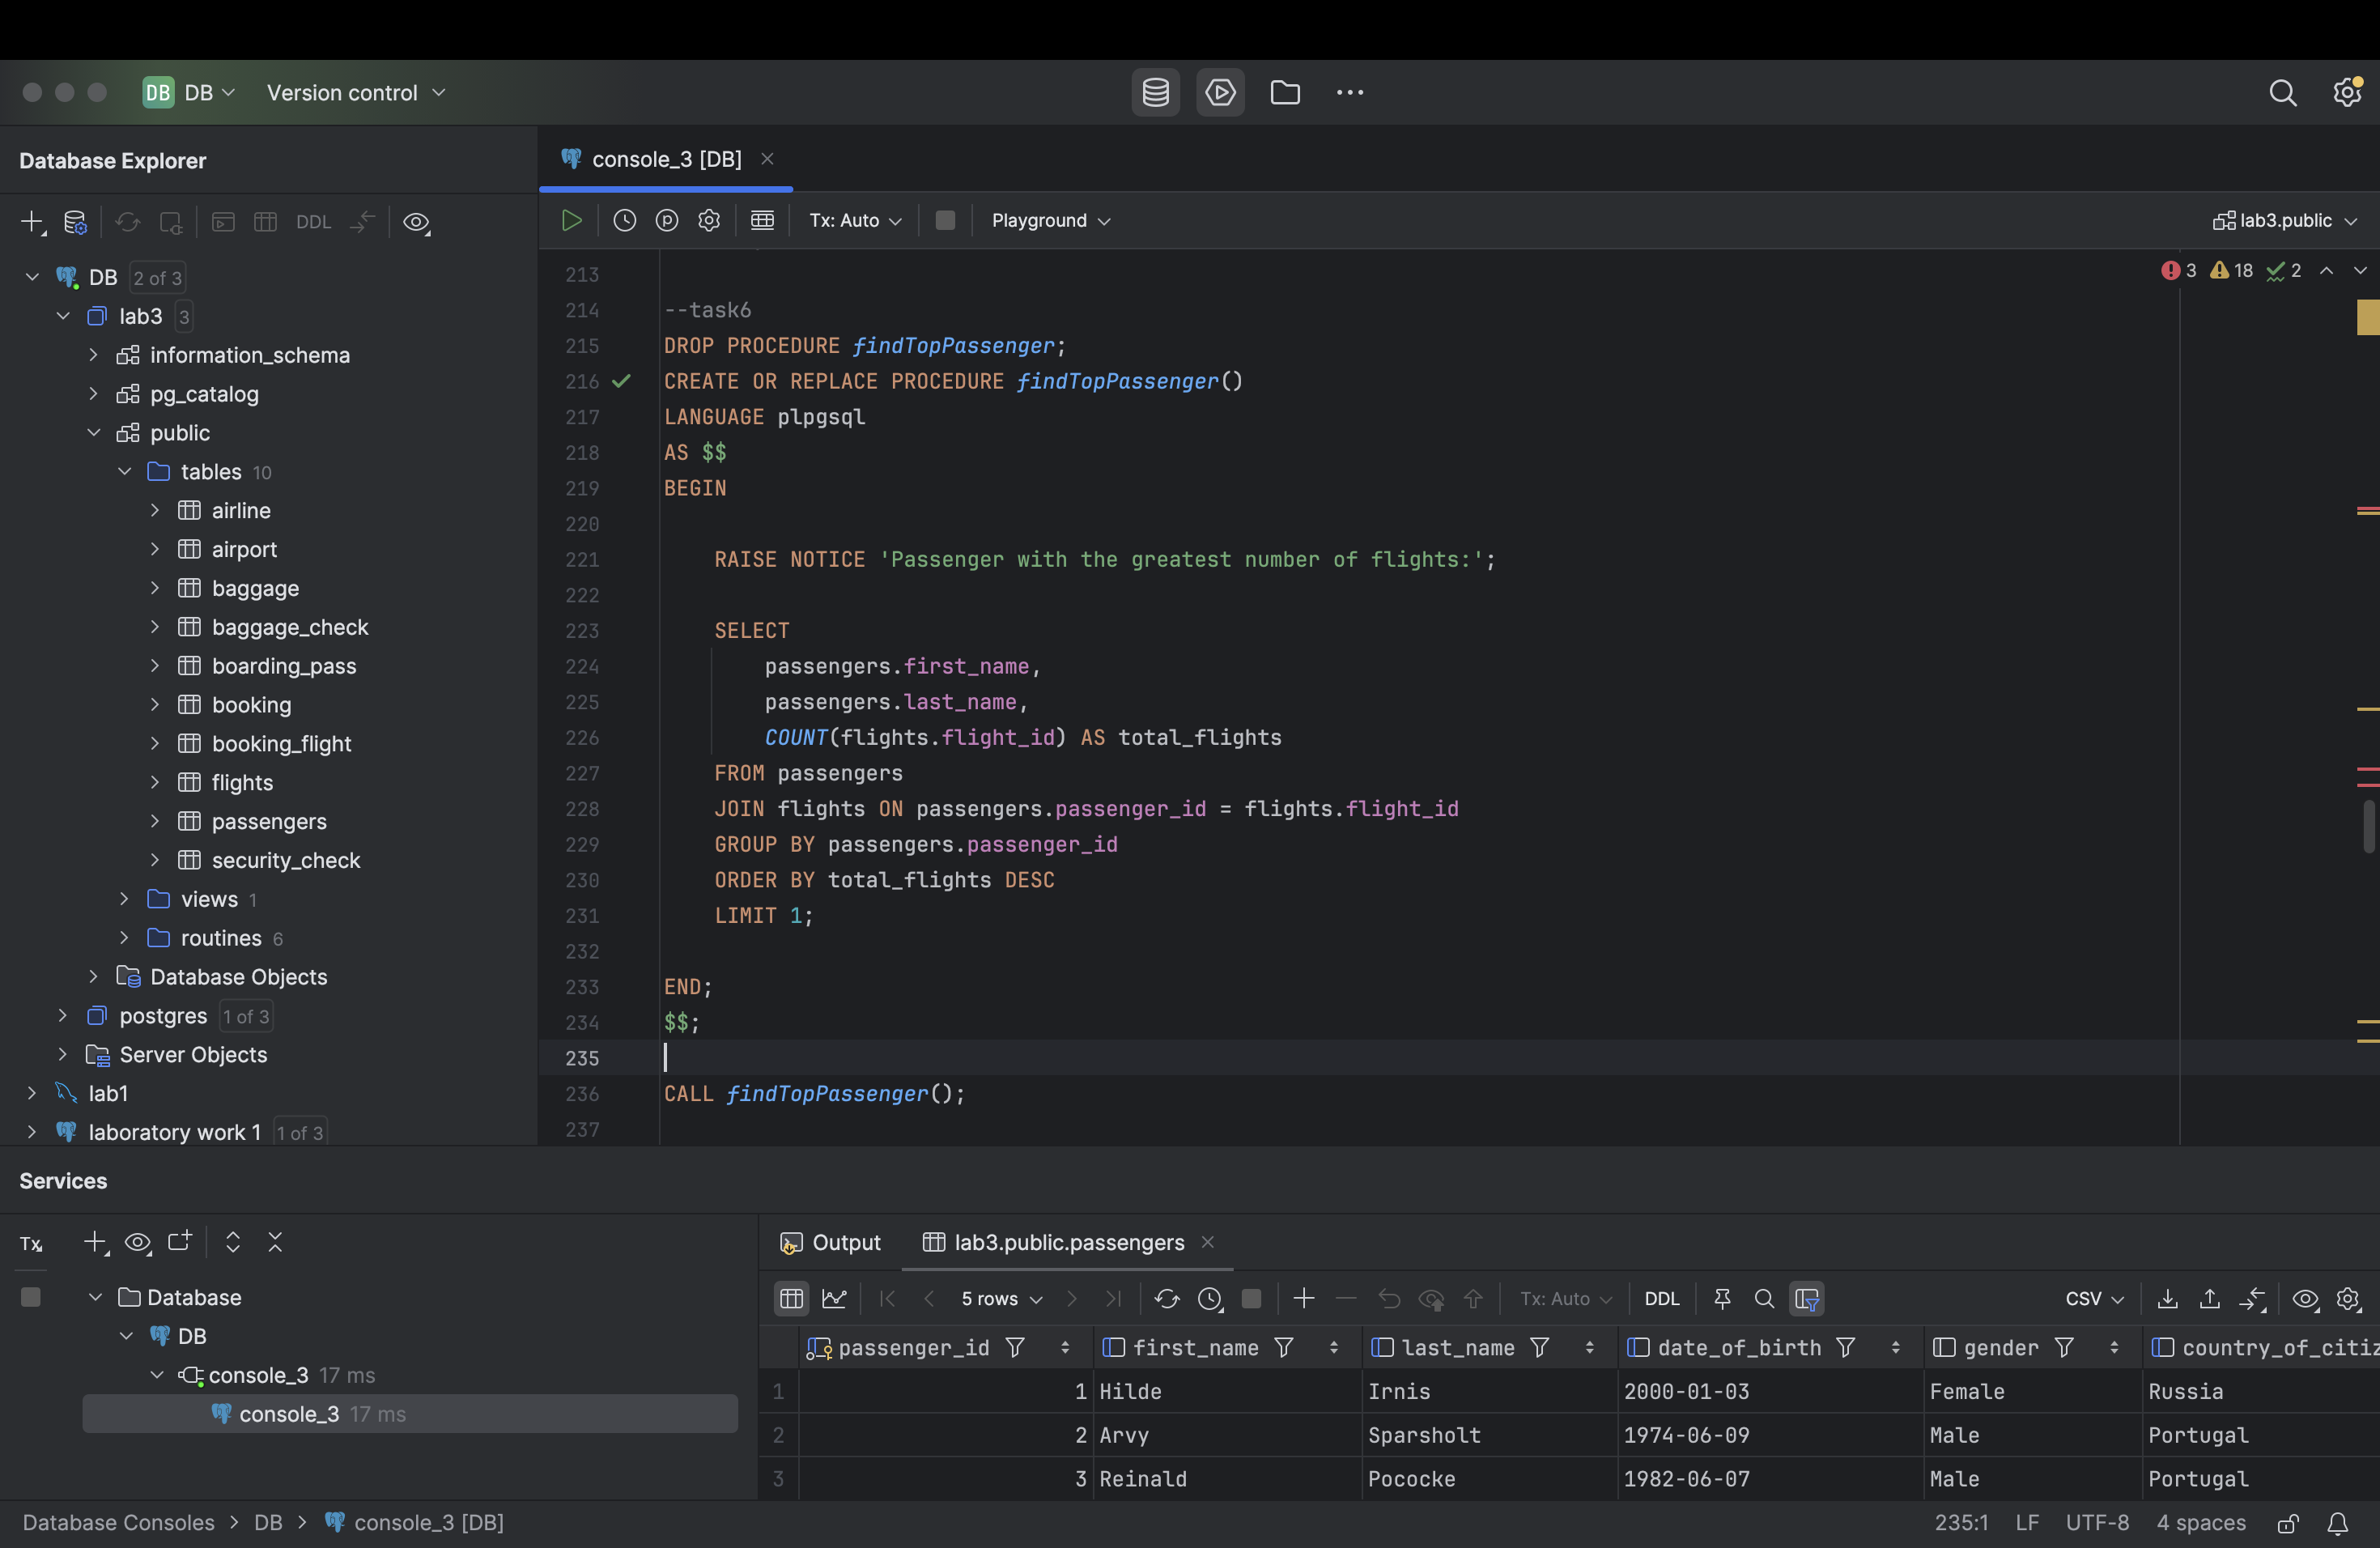 DB DB Version control
Database Explorer
console_3 [DB]
DDL
Tx: Auto Playground lab3.public
DB 2 of 3
lab3 3
information_schema
pg_catalog
public
tables 10
airline
airport
baggage
baggage_check
boarding_pass
booking
booking_flight
flights
passengers
security_check
views 1
routines 6
Database Objects
postgres 1 of 3
Server Objects
lab1
laboratory work 1 1 of 3
3 18 2
213
214 --task6
215 DROP PROCEDURE findTopPassenger;
216 CREATE OR REPLACE PROCEDURE findTopPassenger()
217 LANGUAGE plpgsql
218 AS $$
219 BEGIN
220
221 RAISE NOTICE 'Passenger with the greatest number of flights:';
222
223 SELECT
224 passengers.first_name,
225 passengers.last_name,
226 COUNT(flights.flight_id) AS total_flights
227 FROM passengers
228 JOIN flights ON passengers.passenger_id = flights.flight_id
229 GROUP BY passengers.passenger_id
230 ORDER BY total_flights DESC
231 LIMIT 1;
232
233 END;
234 $$;
235
236 CALL findTopPassenger();
237
Services
Tx
Database
DB
console_3 17 ms
console_3 17 ms
Output lab3.public.passengers
5 rows Tx: Auto DDL CSV
passenger_id first_name last_name date_of_birth gender country_of_citiz
1 1 Hilde Irnis 2000-01-03 Female Russia
2 2 Arvy Sparsholt 1974-06-09 Male Portugal
3 3 Reinald Pococke 1982-06-07 Male Portugal
Database Consoles > DB > console_3 [DB] 235:1 LF UTF-8 4 spaces